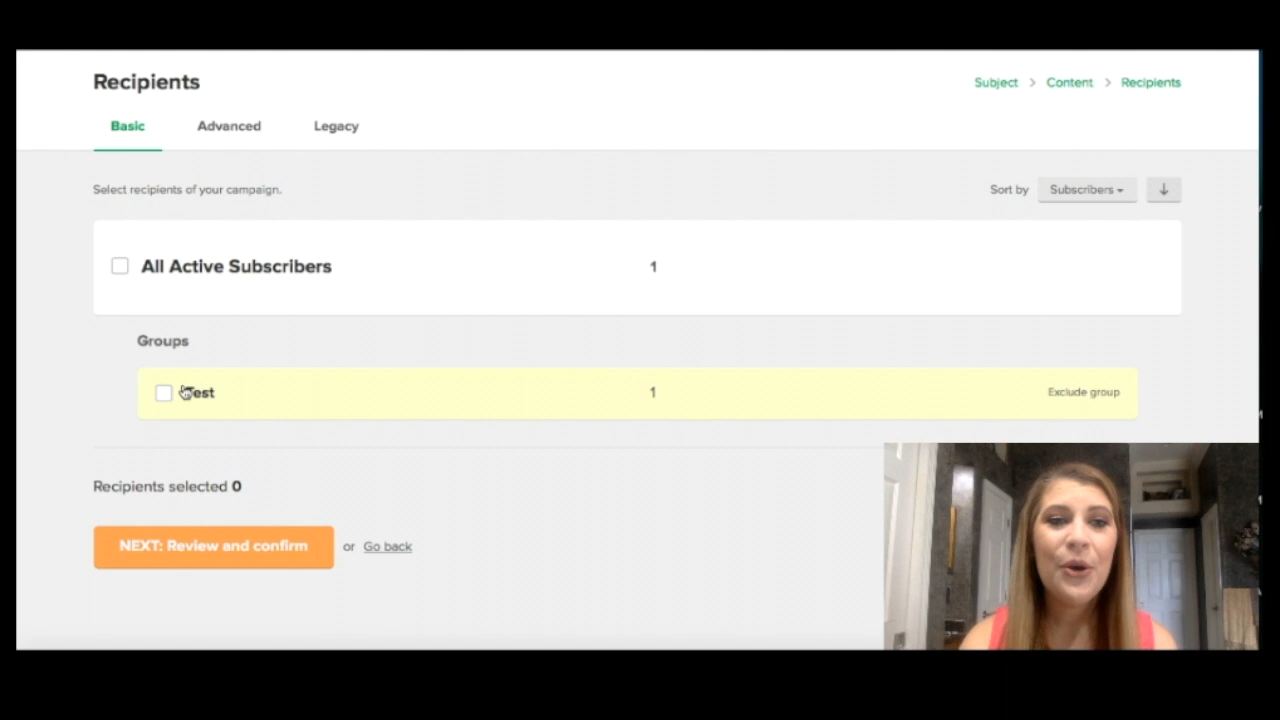 Recipients
Subject > Content > Recipients
Basic Advanced Legacy
Select recipients of your campaign.
Sort by Subscribers
All Active Subscribers 1
Groups
Test 1 Exclude group
Recipients selected 0
NEXT: Review and confirm or Go back